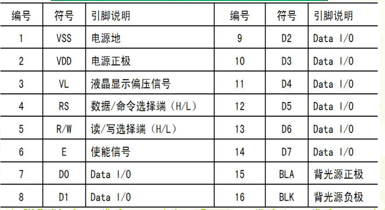 编号 符号 引脚说明 编号 符号 引脚说明
1 VSS 电源地 9 D2 Data I/O
2 VDD 电源正极 10 D3 Data I/O
3 VL 液晶显示偏压信号 11 D4 Data I/O
4 RS 数据/命令选择端（H/L） 12 D5 Data I/O
5 R/W 读/写选择端（H/L） 13 D6 Data I/O
6 E 使能信号 14 D7 Data I/O
7 D0 Data I/O 15 BLA 背光源正极
8 D1 Data I/O 16 BLK 背光源负极